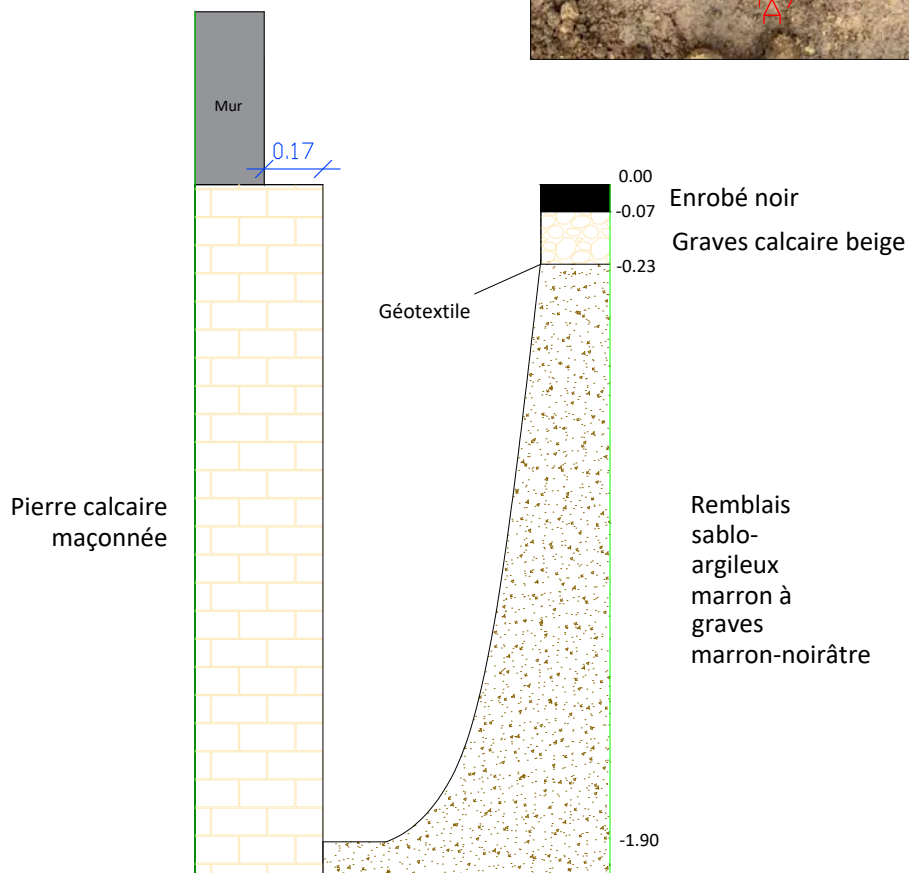 A'
Mur
0.17
0.00
Enrobé noir
-0.07
Graves calcaire beige
-0.23
Géotextile
Pierre calcaire
maçonnée
Remblais
sablo-
argileux
marron à
graves
marron-noirâtre
-1.90